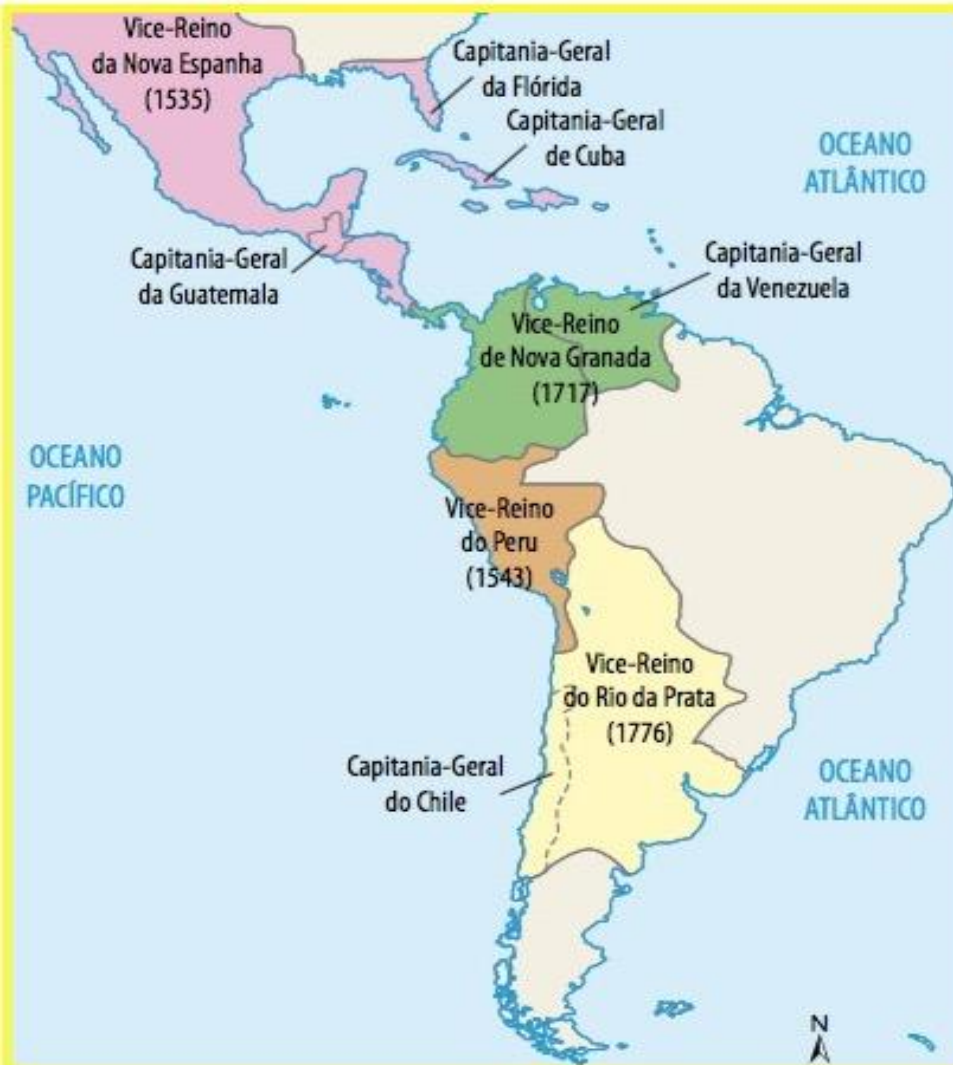 Vice-Reino
da Nova Espanha
(1535)
Capitania-Geral
da Flórida
Capitania-Geral
de Cuba
OCEANO
ATLÂNTICO
Capitania-Geral
da Guatemala
Capitania-Geral
da Venezuela
Vice-Reino
de Nova Granada
(1717)
OCEANO
PACÍFICO
Vice-Reino
do Peru
(1543)
Vice-Reino
do Rio da Prata
(1776)
Capitania-Geral
do Chile
OCEANO
ATLÂNTICO
N